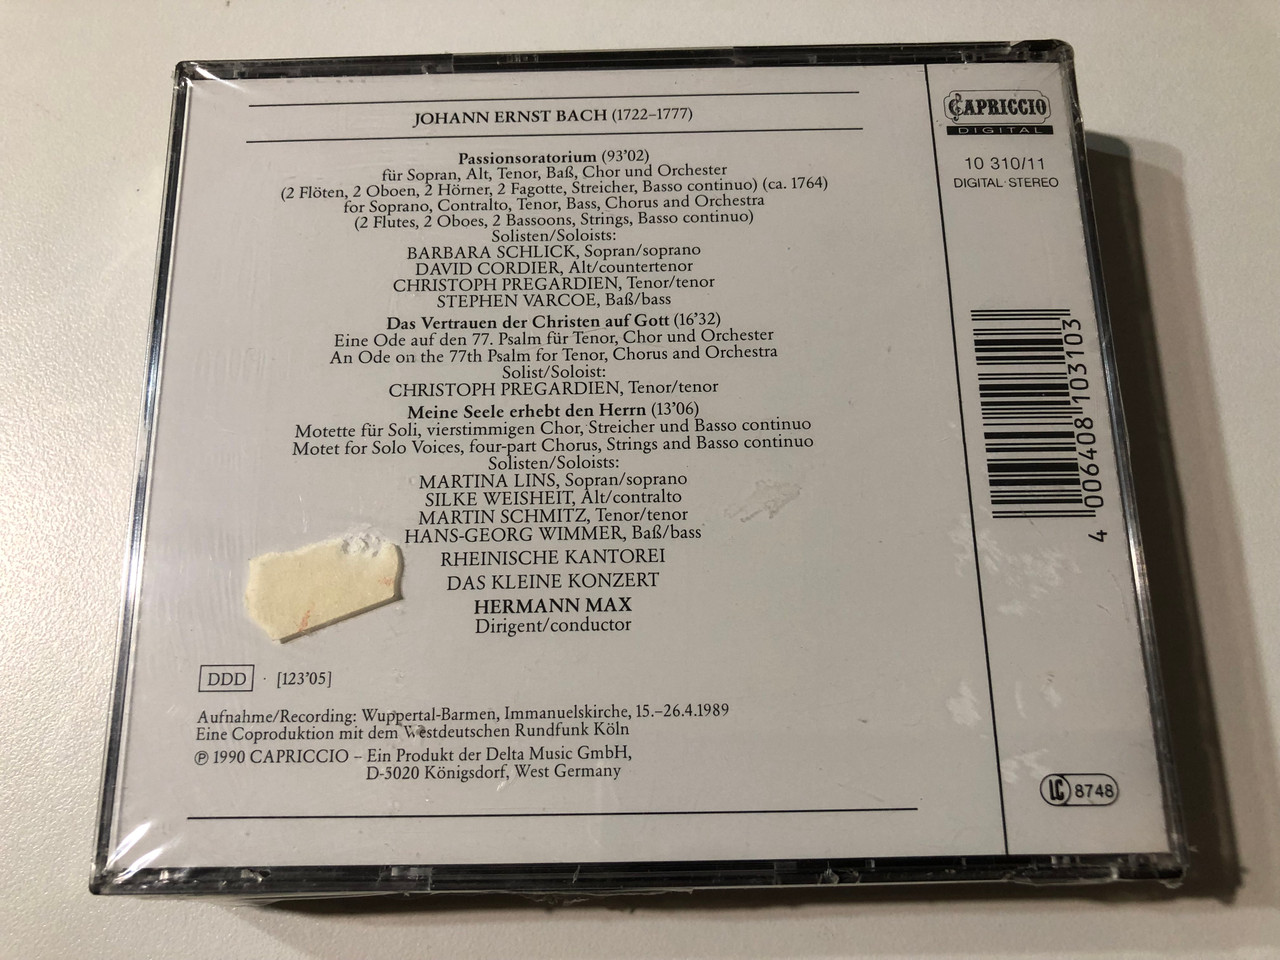 JOHANN ERNST BACH (1722–1777)
Passionsoratorium (93'02)
für Sopran, Alt, Tenor, Baß, Chor und Orchester
(2 Flöten, 2 Oboen, 2 Hörner, 2 Fagotte, Streicher, Basso continuo) (ca. 1764)
for Soprano, Contralto, Tenor, Bass, Chorus and Orchestra
(2 Flutes, 2 Oboes, 2 Bassoons, Strings, Basso continuo)
Solisten/Soloists:
BARBARA SCHLICK, Sopran/soprano
DAVID CORDIER, Alt/countertenor
CHRISTOPH PREGARDIEN, Tenor/tenor
STEPHEN VARCOE, Baß/bass
Das Vertrauen der Christen auf Gott (16'32)
Eine Ode auf den 77. Psalm für Tenor, Chor und Orchester
An Ode on the 77th Psalm for Tenor, Chorus and Orchestra
Solist/Soloist:
CHRISTOPH PREGARDIEN, Tenor/tenor
Meine Seele erhebt den Herrn (13'06)
Motette für Soli, vierstimmigen Chor, Streicher und Basso continuo
Motet for Solo Voices, four-part Chorus, Strings and Basso continuo
Solisten/Soloists:
MARTINA LINS, Sopran/soprano
SILKE WEISHEIT, Alt/contralto
MARTIN SCHMITZ, Tenor/tenor
HANS-GEORG WIMMER, Baß/bass
RHEINISCHE KANTOREI
DAS KLEINE KONZERT
HERMANN MAX
Dirigent/conductor
DDD · [123'05]
Aufnahme/Recording: Wuppertal-Barmen, Immanuelskirche, 15.–26.4.1989
Eine Coproduktion mit dem Westdeutschen Rundfunk Köln
℗ 1990 CAPRICCIO – Ein Produkt der Delta Music GmbH,
D-5020 Königsdorf, West Germany
CAPRICCIO
DIGITAL
10 310/11
DIGITAL·STEREO
4 006408 103103
LC 8748